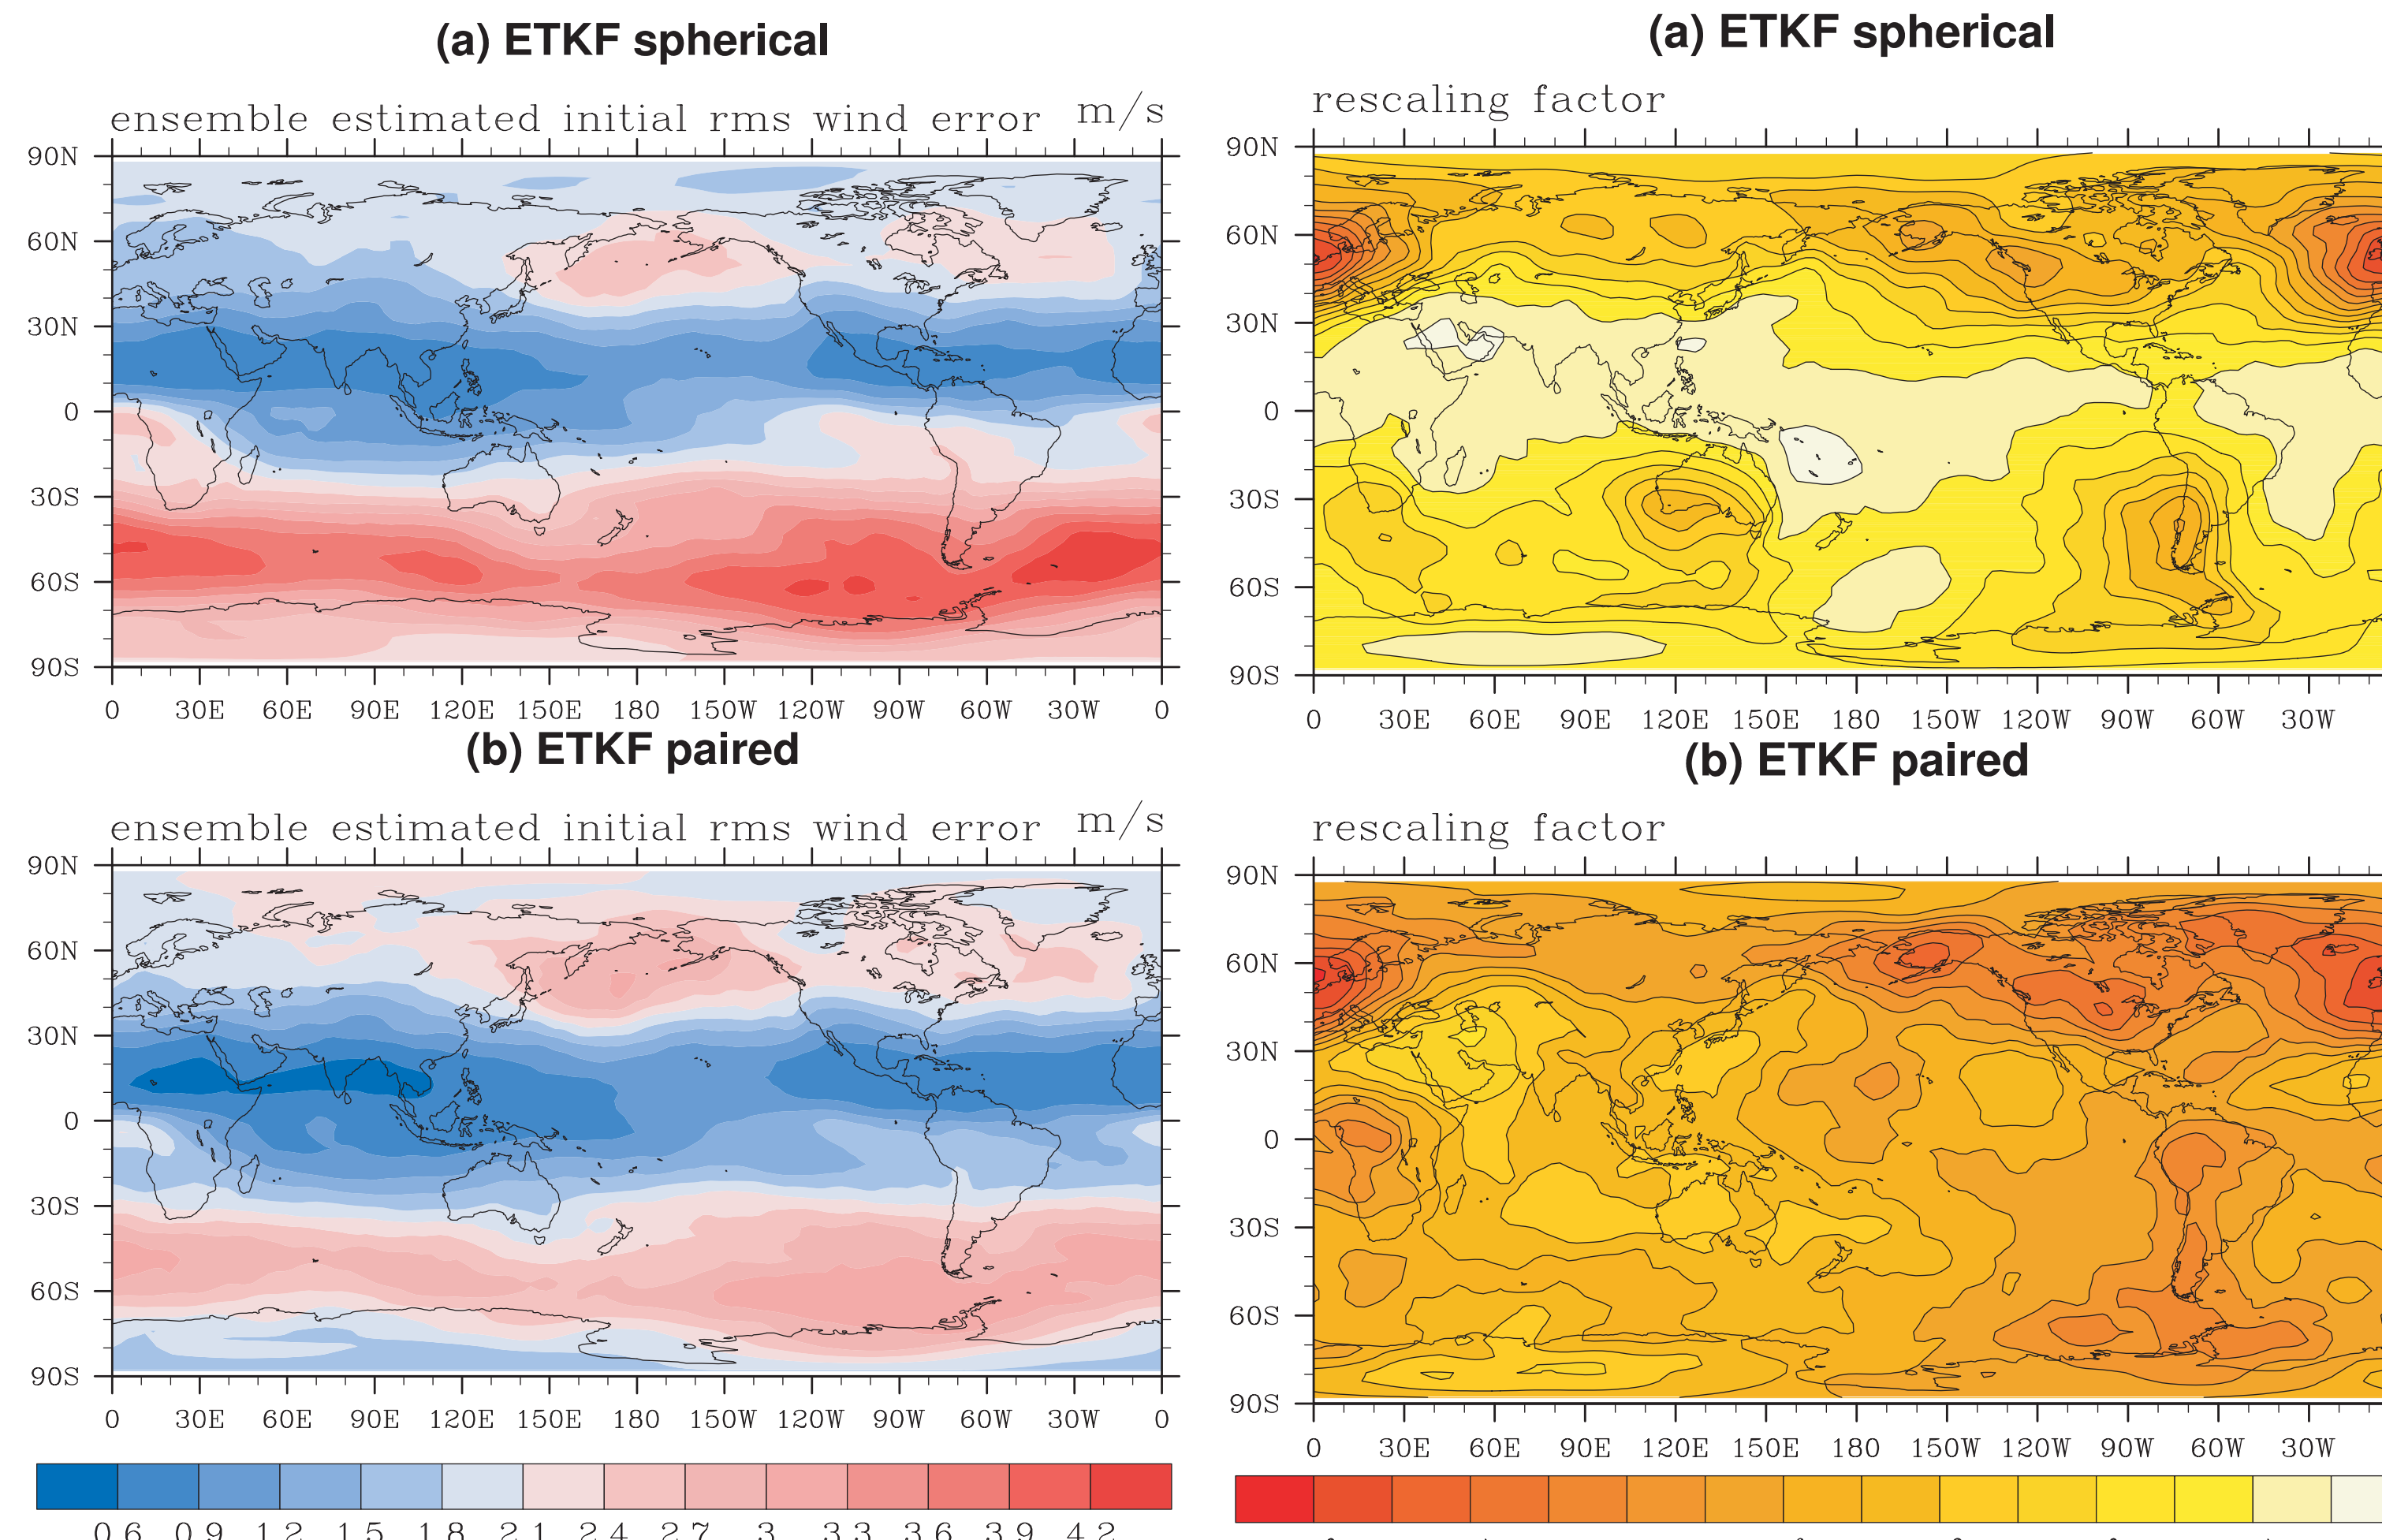 (a) ETKF spherical
ensemble estimated initial rms wind error m/s
90N
60N
30N
0
30S
60S
90S
0 30E 60E 90E 120E 150E 180 150W 120W 90W 60W 30W 0
(b) ETKF paired
ensemble estimated initial rms wind error m/s
90N
60N
30N
0
30S
60S
90S
0 30E 60E 90E 120E 150E 180 150W 120W 90W 60W 30W 0
0.6 0.9 1.2 1.5 1.8 2.1 2.4 2.7 3 3.3 3.6 3.9 4.2
(a) ETKF spherical
rescaling factor
90N
60N
30N
0
30S
60S
90S
0 30E 60E 90E 120E 150E 180 150W 120W 90W 60W 30W
(b) ETKF paired
rescaling factor
90N
60N
30N
0
30S
60S
90S
0 30E 60E 90E 120E 150E 180 150W 120W 90W 60W 30W